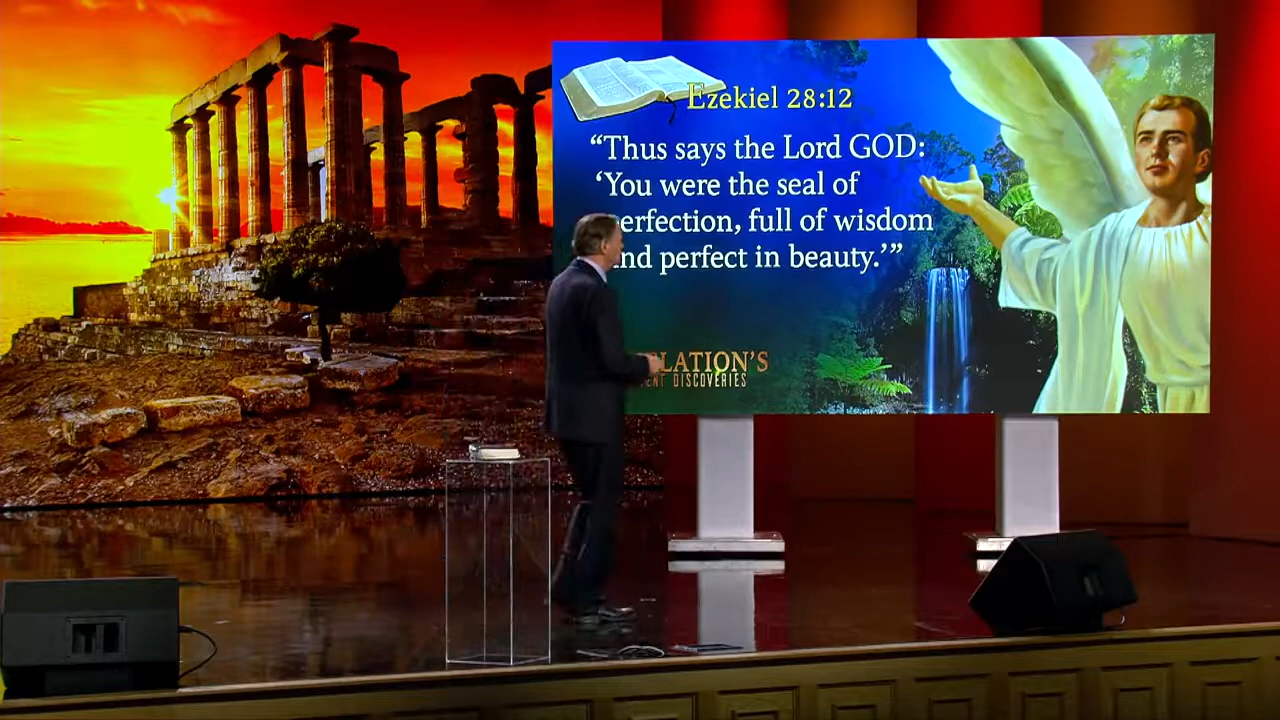 Ezekiel 28:12
“Thus says the Lord GOD:
‘You were the seal of
erfection, full of wisdom
nd perfect in beauty.’”
LATION'S
ENT DISCOVERIES